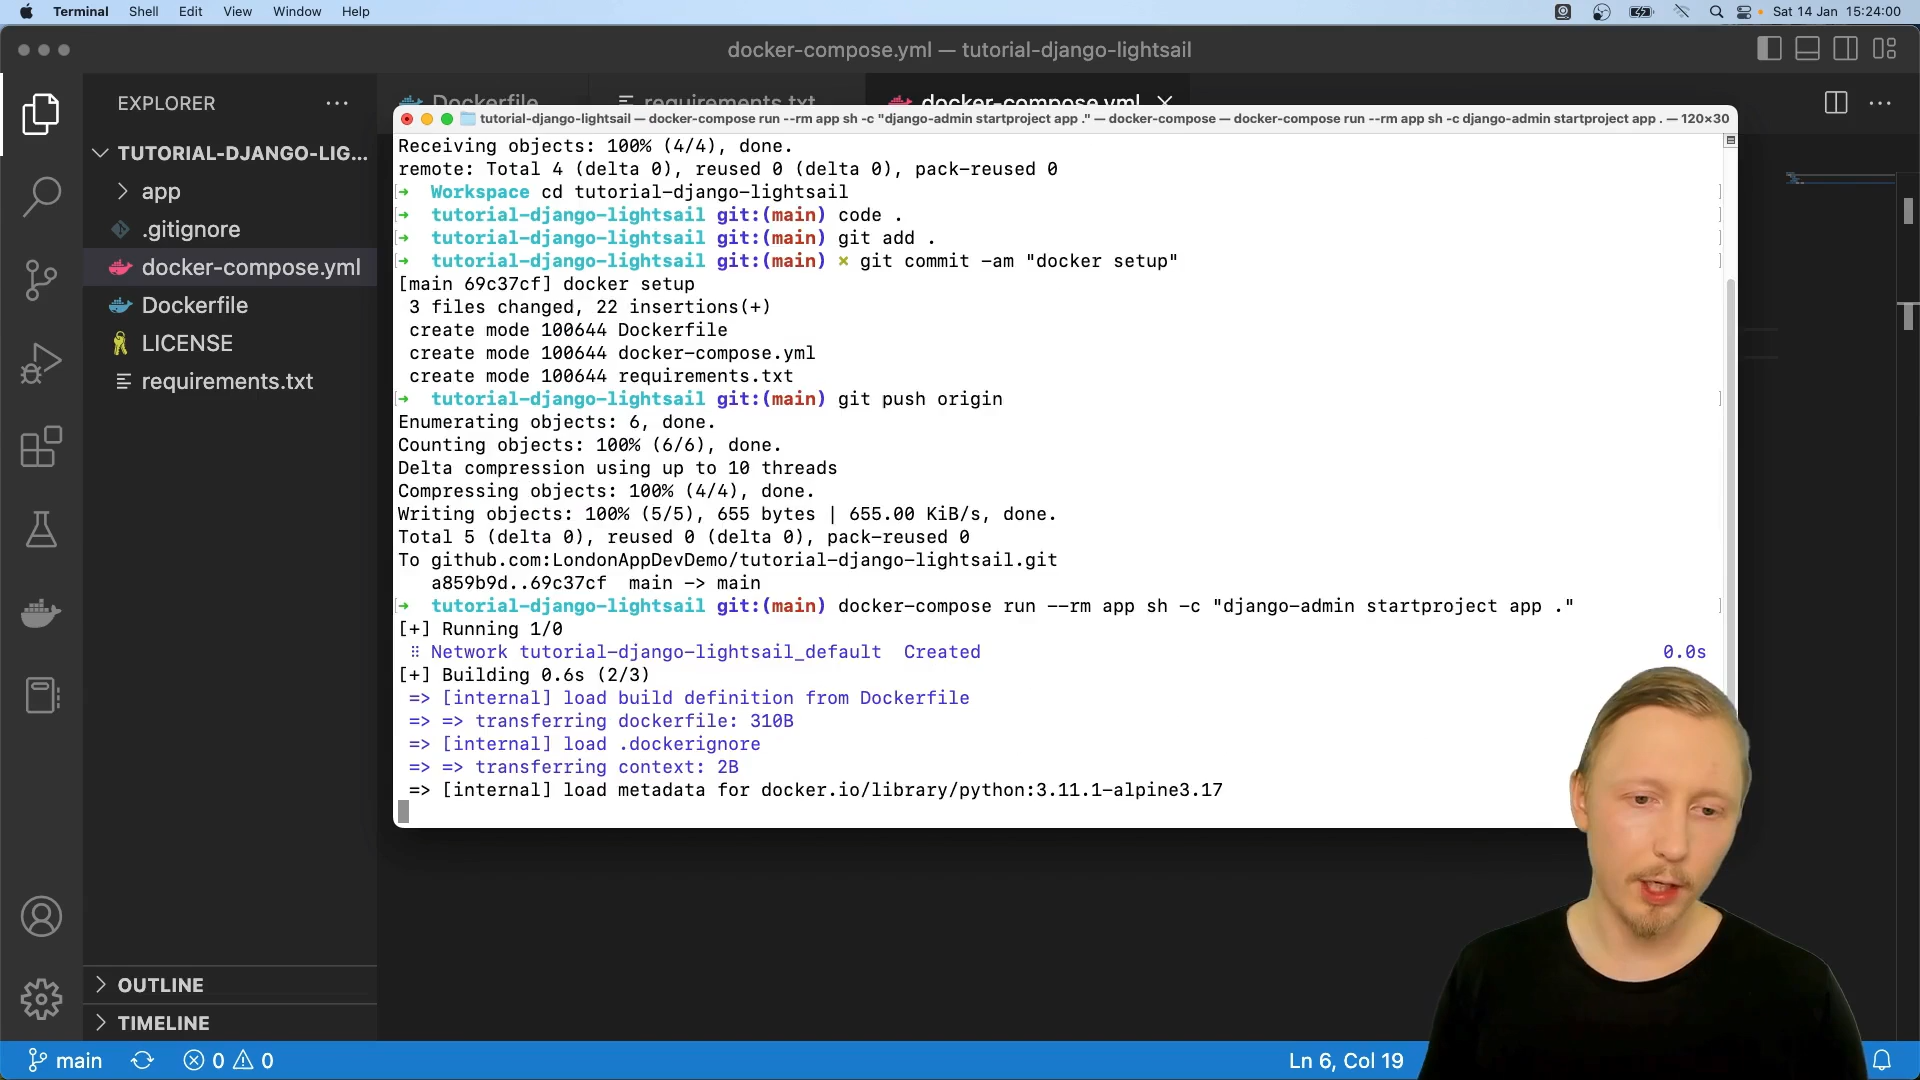 Terminal Shell Edit View Window Help Sat 14 Jan 15:24:00
docker-compose.yml — tutorial-django-lightsail
EXPLORER
Dockerfile requirements.txt docker-compose.yml
TUTORIAL-DJANGO-LIG...
app
.gitignore
docker-compose.yml
Dockerfile
LICENSE
requirements.txt
OUTLINE
TIMELINE
tutorial-django-lightsail — docker-compose run --rm app sh -c "django-admin startproject app ." — docker-compose — docker-compose run --rm app sh -c django-admin startproject app . — 120×30
Receiving objects: 100% (4/4), done.
remote: Total 4 (delta 0), reused 0 (delta 0), pack-reused 0
➜ Workspace cd tutorial-django-lightsail
➜ tutorial-django-lightsail git:(main) code .
➜ tutorial-django-lightsail git:(main) git add .
➜ tutorial-django-lightsail git:(main) ✗ git commit -am "docker setup"
[main 69c37cf] docker setup
3 files changed, 22 insertions(+)
create mode 100644 Dockerfile
create mode 100644 docker-compose.yml
create mode 100644 requirements.txt
➜ tutorial-django-lightsail git:(main) git push origin
Enumerating objects: 6, done.
Counting objects: 100% (6/6), done.
Delta compression using up to 10 threads
Compressing objects: 100% (4/4), done.
Writing objects: 100% (5/5), 655 bytes | 655.00 KiB/s, done.
Total 5 (delta 0), reused 0 (delta 0), pack-reused 0
To github.com:LondonAppDevDemo/tutorial-django-lightsail.git
a859b9d..69c37cf main -> main
➜ tutorial-django-lightsail git:(main) docker-compose run --rm app sh -c "django-admin startproject app ."
[+] Running 1/0
⠿ Network tutorial-django-lightsail_default Created 0.0s
[+] Building 0.6s (2/3)
=> [internal] load build definition from Dockerfile
=> => transferring dockerfile: 310B
=> [internal] load .dockerignore
=> => transferring context: 2B
=> [internal] load metadata for docker.io/library/python:3.11.1-alpine3.17
main 0 0 Ln 6, Col 19